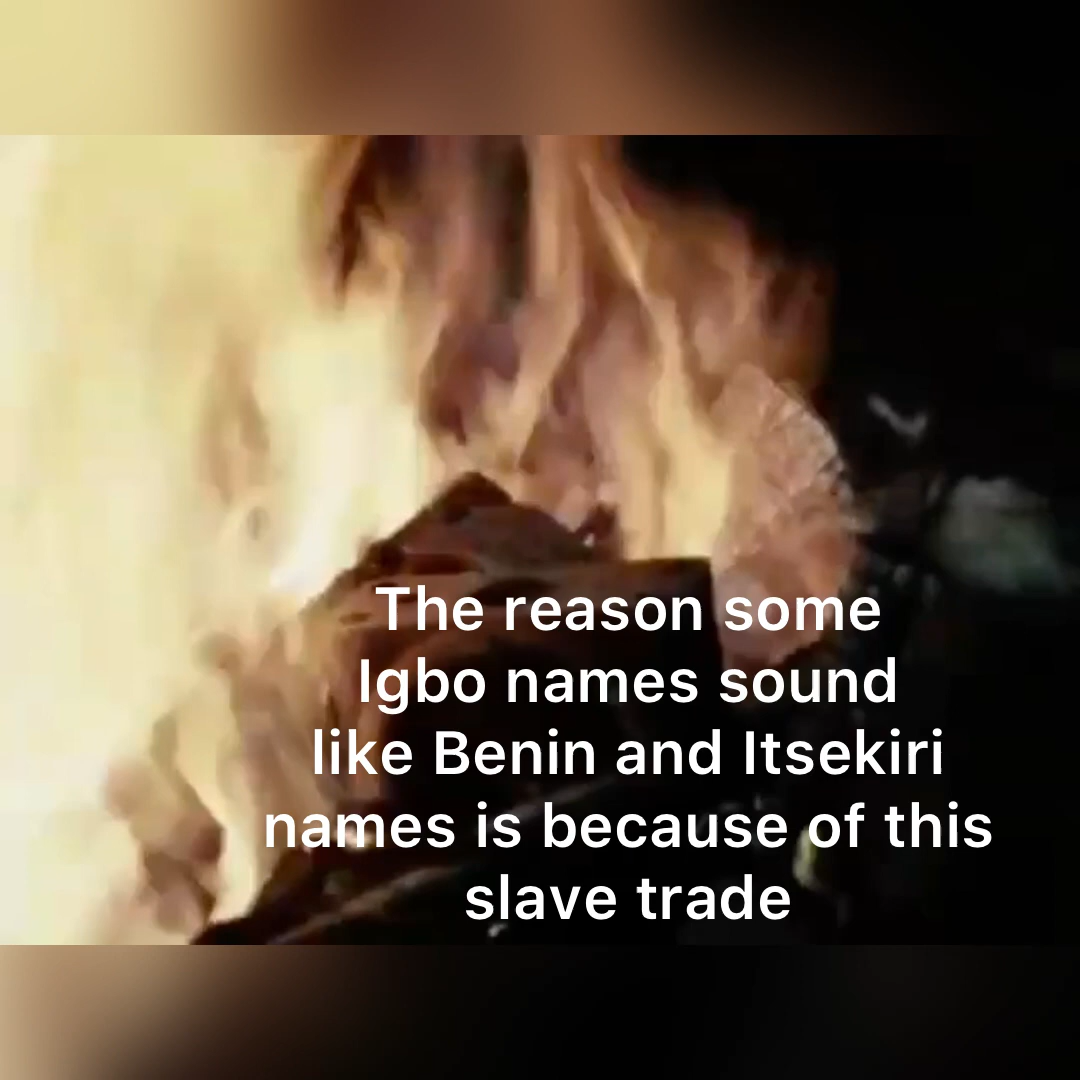 The reason some
Igbo names sound
like Benin and Itsekiri
names is because of this
slave trade